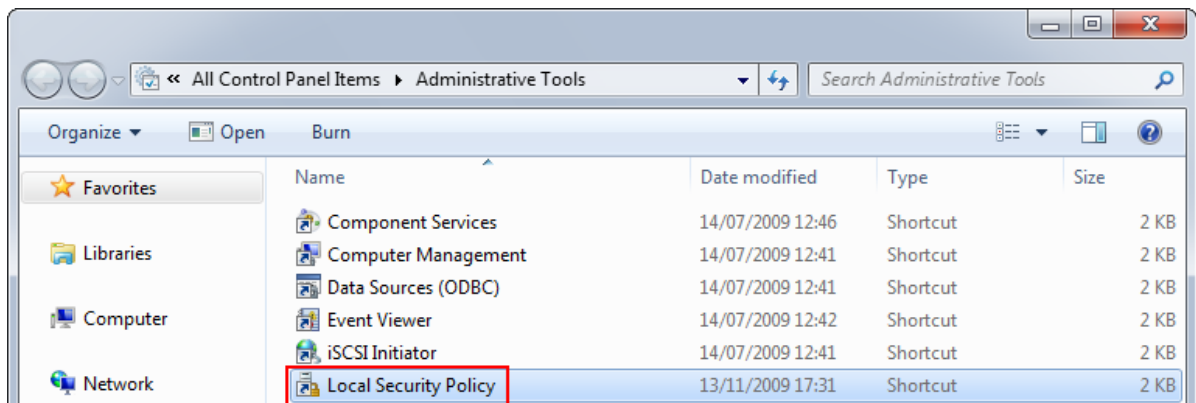 « All Control Panel Items ▸ Administrative Tools Search Administrative Tools
Organize Open Burn
Name Date modified Type Size
Favorites
Component Services 14/07/2009 12:46 Shortcut 2 KB
Libraries Computer Management 14/07/2009 12:41 Shortcut 2 KB
Data Sources (ODBC) 14/07/2009 12:41 Shortcut 2 KB
Computer Event Viewer 14/07/2009 12:42 Shortcut 2 KB
iSCSI Initiator 14/07/2009 12:41 Shortcut 2 KB
Network Local Security Policy 13/11/2009 17:31 Shortcut 2 KB